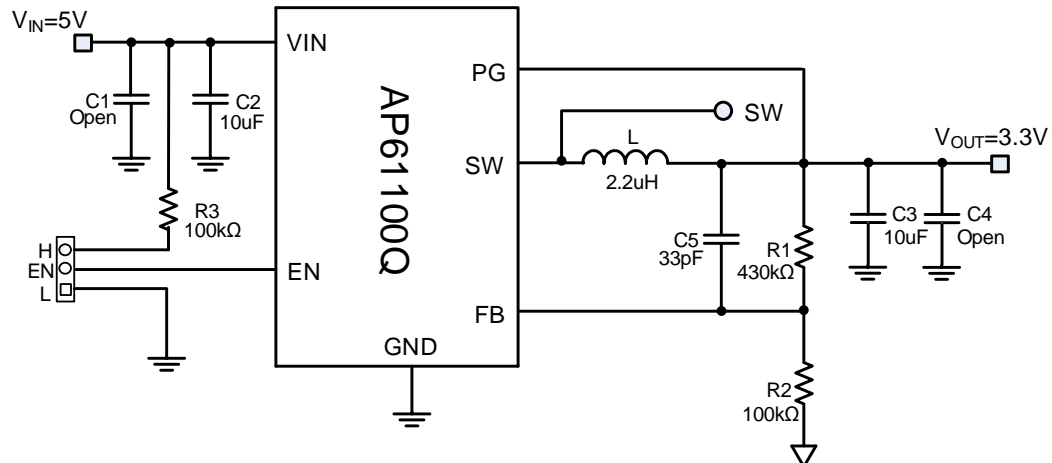 V_IN=5V
VIN
C1
Open
C2
10uF
R3
100kΩ
H
EN
L
EN
AP61100Q
GND
PG
SW
FB
SW
L
2.2uH
V_OUT=3.3V
C5
33pF
R1
430kΩ
C3
10uF
C4
Open
R2
100kΩ